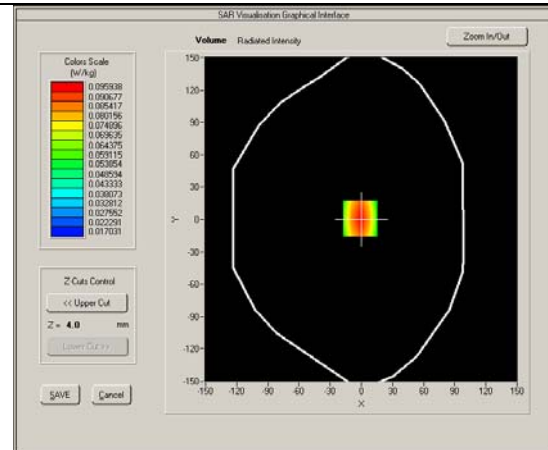 SAR Visualisation Graphical Interface
Volume Radiated Intensity
Zoom In/Out
Colors Scale
(W/kg)
0.095938
0.090677
0.085417
0.080156
0.074896
0.069635
0.064375
0.059115
0.053854
0.048594
0.043333
0.038073
0.032812
0.027552
0.022291
0.017031
Z-Cuts Control
<< Upper Cut
Z = 4.0 mm
Lower Cut >>
SAVE Cancel
150-
120-
90-
60-
30-
Y 0-
-30-
-60-
-90-
-120-
-150-
-150 -120 -90 -60 -30 0 30 60 90 120 150
X